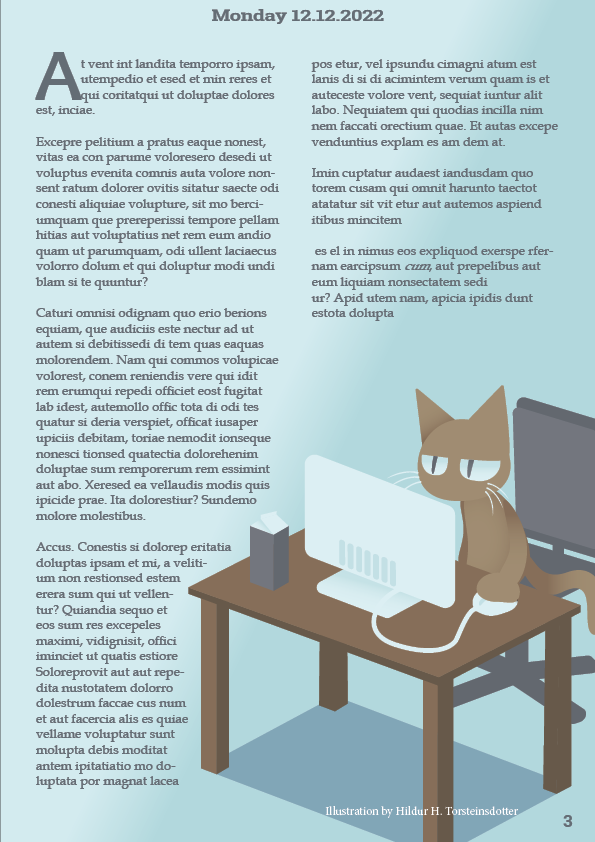 Monday 12.12.2022
At vent int landita temporro ipsam,
utempedio et esed et min reres et
qui coritatqui ut doluptae dolores
est, inciae.
Excepre pelitium a pratus eaque nonest,
vitas ea con parume voloresero desedi ut
voluptus evenita comnis auta volore non-
sent ratum dolorer ovitis sitatur saecte odi
conesti aliquiae volupture, sit mo berci-
umquam que prereperissi tempore pellam
hitias aut voluptatius net rem eum andio
quam ut parumquam, odi ullent laciaecus
volorro dolum et qui doluptur modi undi
blam si te quuntur?
Caturi omnisi odignam quo erio berions
equiam, que audiciis este nectur ad ut
autem si debitissedi di tem quas eaquas
molorendem. Nam qui commos volupicae
volorest, conem reniendis vere qui idit
rem erumqui repedi officiet eost fugitat
lab idest, autemollo offic tota di odi tes
quatur si deria verspiet, officat iusaper
upiciis debitam, toriae nemodit ionseque
nonesci tionsed quatectia dolorehenim
doluptae sum remporerum rem essimint
aut abo. Xeresed ea vellaudis modis quis
ipicide prae. Ita dolorestiur? Sundemo
molore molestibus.
Accus. Conestis si dolorep eritatia
doluptas ipsam et mi, a veliti-
um non restionsed estem
erera sum qui ut vellen-
tur? Quiandia sequo et
eos sum res excepeles
maximi, vidignisit, offici
iminciet ut quatis estiore
Soloreprovit aut aut repe-
dita nustotatem dolorro
dolestrum faccae cus num
et aut facercia alis es quiae
vellame voluptatur sunt
molupta debis moditat
antem ipitatiatio mo do-
luptata por magnat lacea
pos etur, vel ipsundu cimagni atum est
lanis di si di acimintem verum quam is et
auteceste volore vent, sequiat iuntur alit
labo. Nequiatem qui quodias incilla nim
nem faccati orectium quae. Et autas excepe
venduntius explam es am dem at.
Imin cuptatur audaest iandusdam quo
torem cusam qui omnit harunto taectot
atatatur sit vit etur aut autemos aspiend
itibus mincitem
es el in nimus eos expliquod exerspe rfer-
nam earcipsum cum, aut prepelibus aut
eum liquiam nonsectatem sedi
ur? Apid utem nam, apicia ipidis dunt
estota dolupta
Illustration by Hildur H. Torsteinsdotter
3